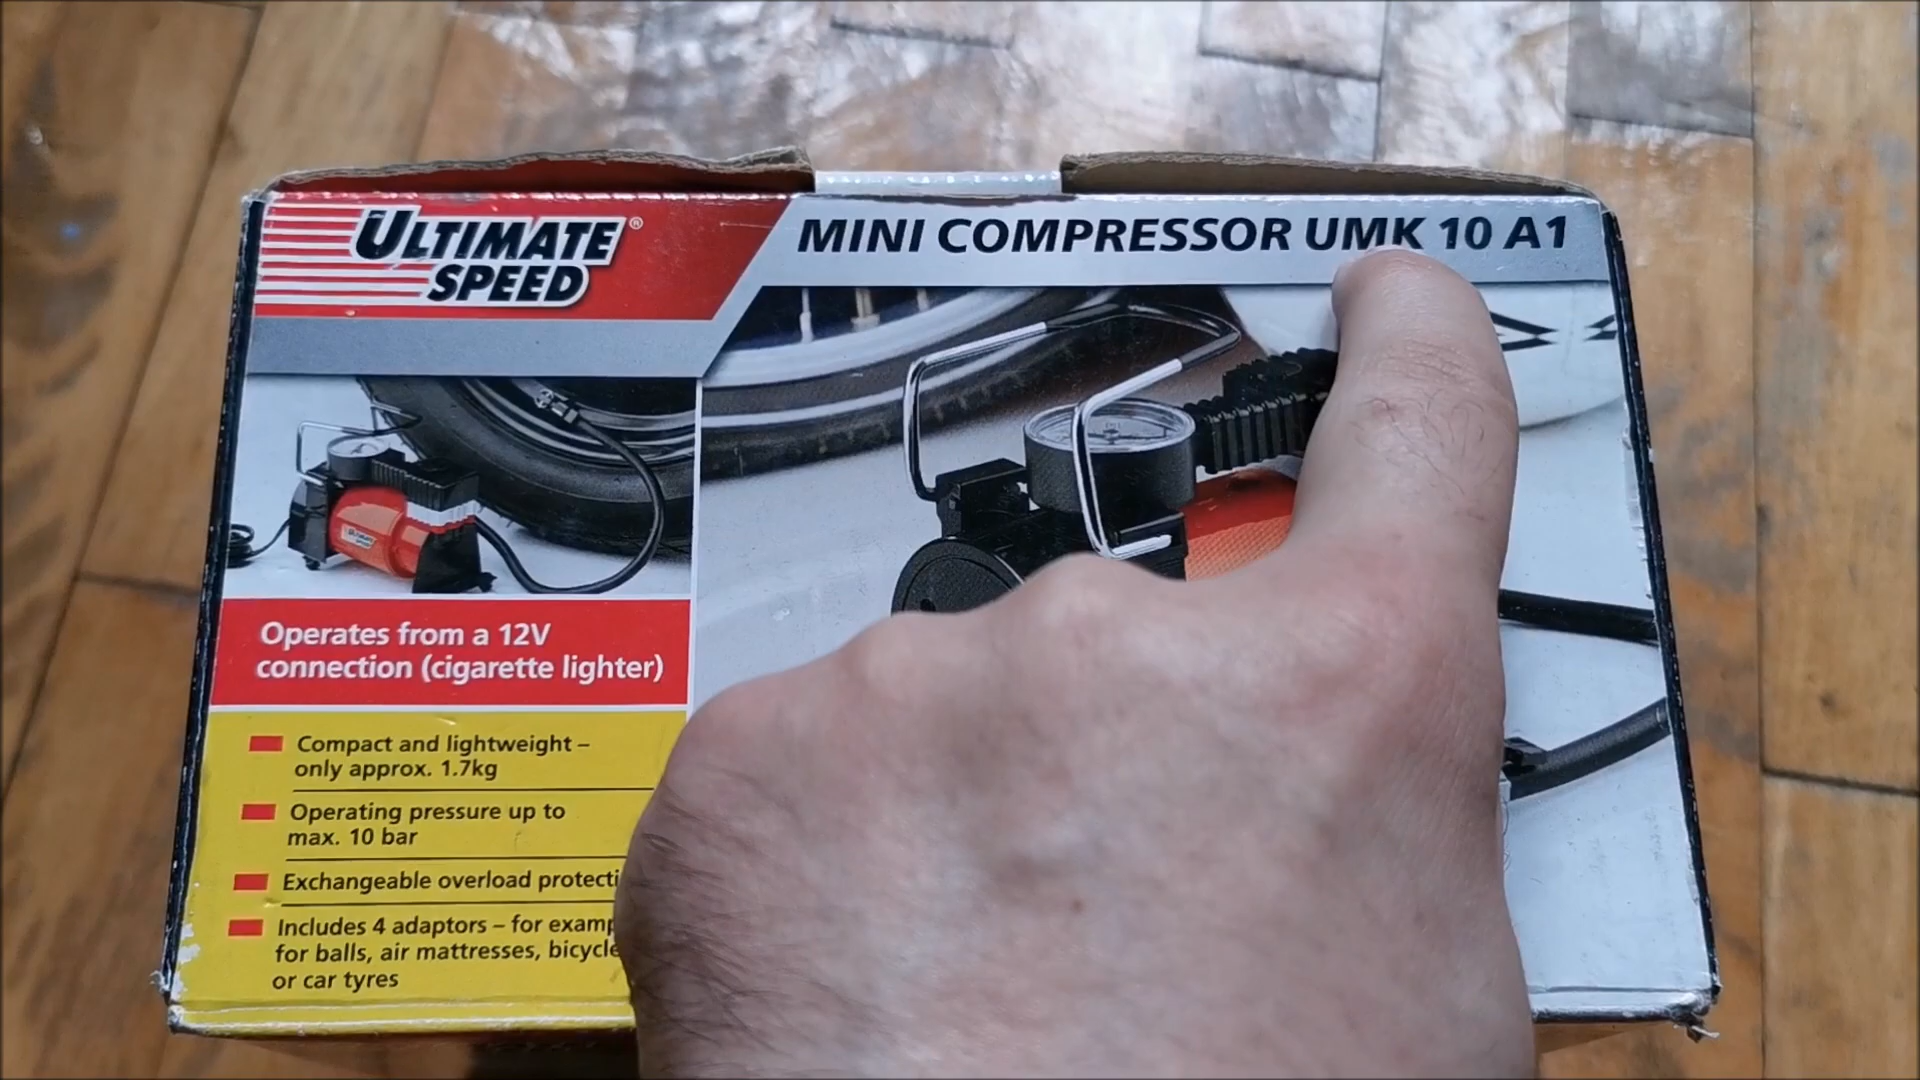 ULTIMATE
SPEED®
MINI COMPRESSOR UMK 10 A1
Operates from a 12V
connection (cigarette lighter)
Compact and lightweight –
only approx. 1.7kg
Operating pressure up to
max. 10 bar
Exchangeable overload
Includes 4 adaptors – for
for balls, air mattresses,
or car tyres